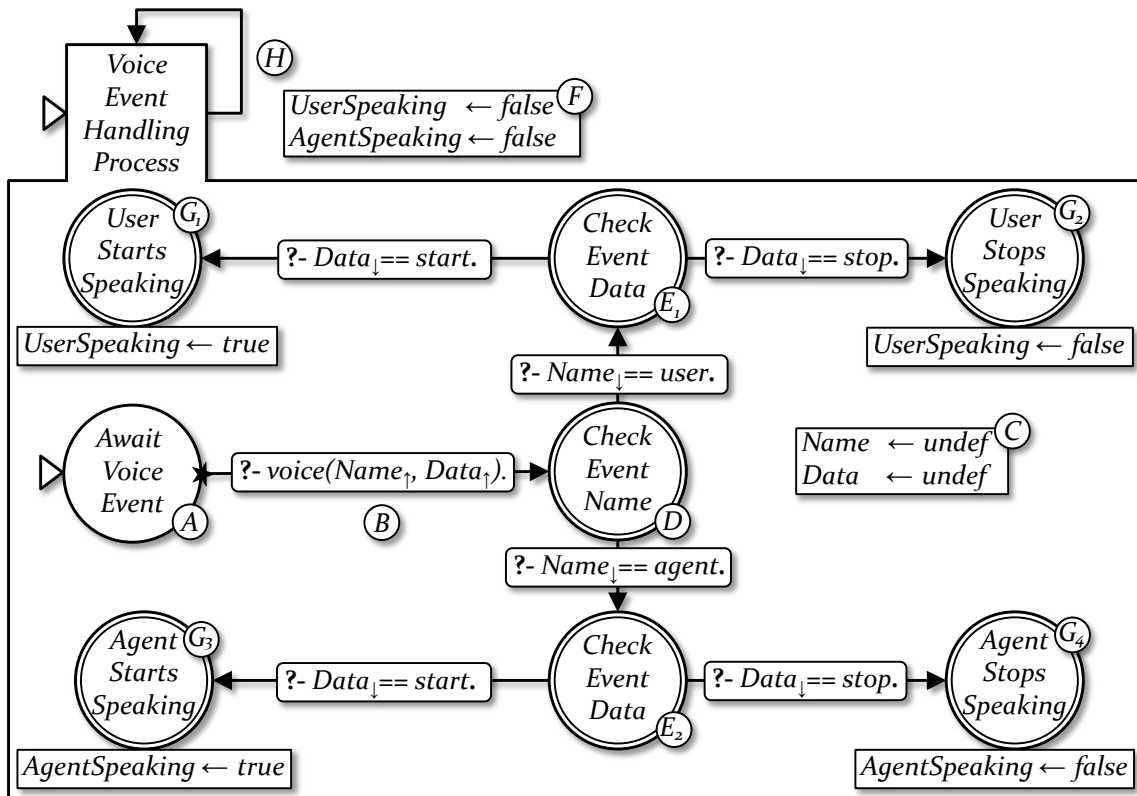 Voice
Event
Handling
Process
H
F
UserSpeaking ← false
AgentSpeaking ← false
User
Starts
Speaking
G₁
UserSpeaking ← true
?- Data↓== start.
Check
Event
Data
E₁
?- Data↓== stop.
User
Stops
Speaking
G₂
UserSpeaking ← false
?- Name↓== user.
Await
Voice
Event
A
?- voice(Name↑, Data↑).
B
Check
Event
Name
D
C
Name ← undef
Data ← undef
?- Name↓== agent.
Agent
Starts
Speaking
G₃
AgentSpeaking ← true
?- Data↓== start.
Check
Event
Data
E₂
?- Data↓== stop.
Agent
Stops
Speaking
G₄
AgentSpeaking ← false